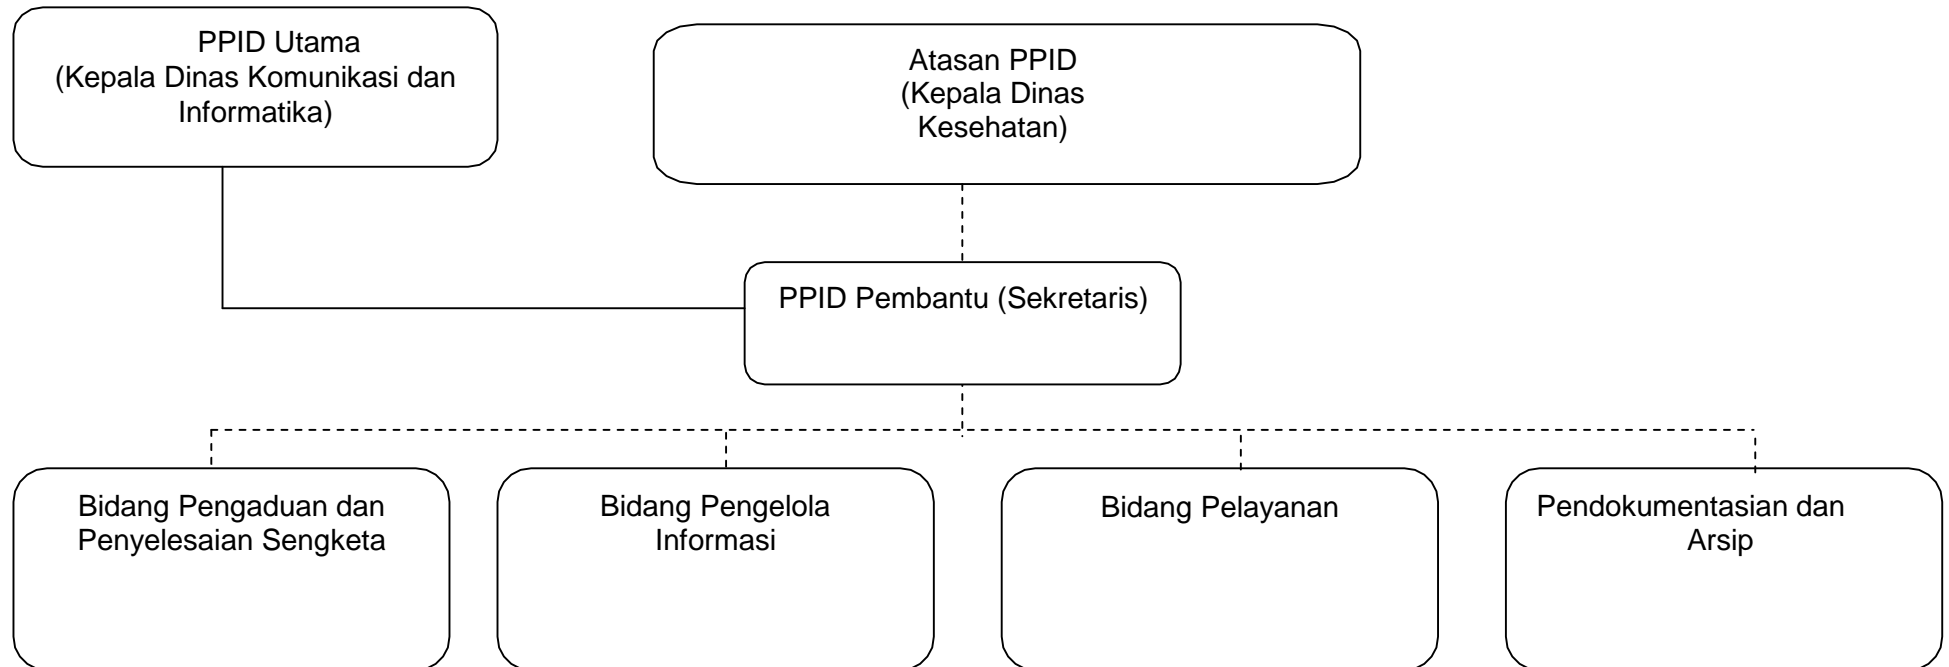 PPID Utama
(Kepala Dinas Komunikasi dan
Informatika)
Atasan PPID
(Kepala Dinas
Kesehatan)
PPID Pembantu (Sekretaris)
Bidang Pengaduan dan
Penyelesaian Sengketa
Bidang Pengelola
Informasi
Bidang Pelayanan
Pendokumentasian dan
Arsip